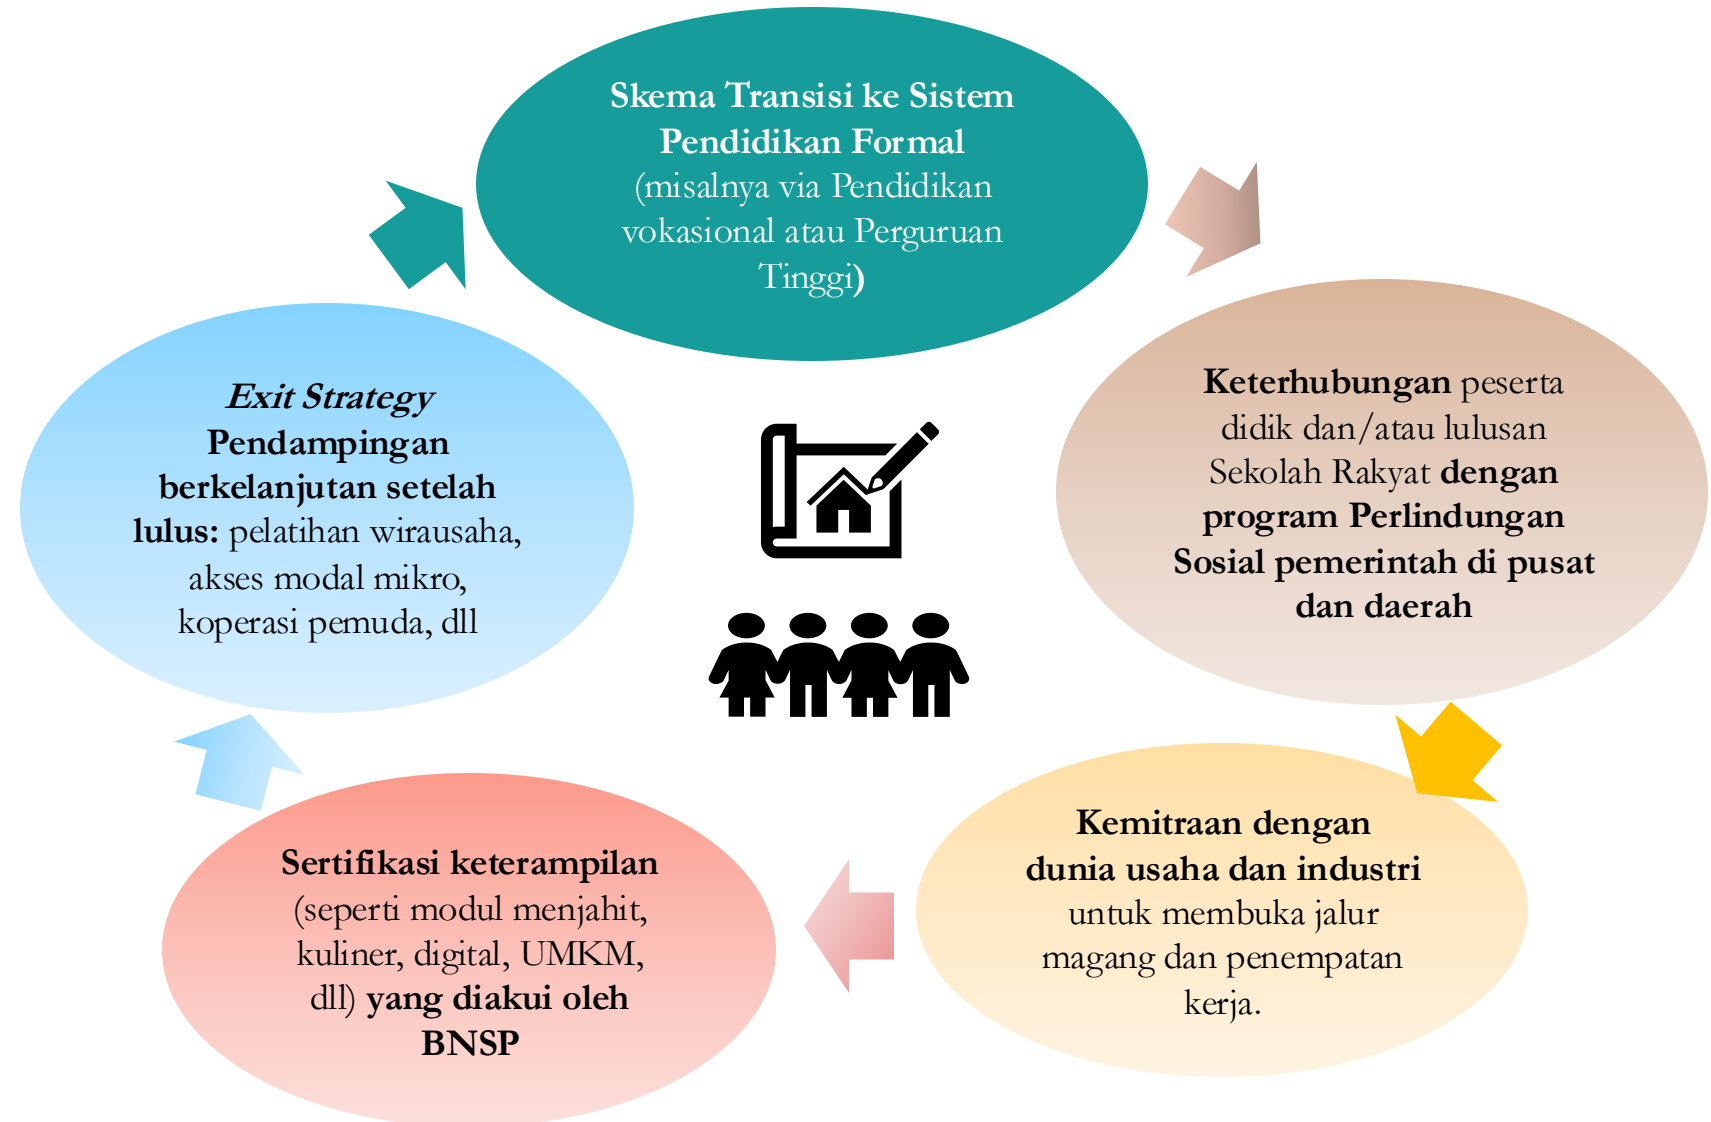 Skema Transisi ke Sistem
Pendidikan Formal
(misalnya via Pendidikan
vokasional atau Perguruan
Tinggi)
Keterhubungan peserta
didik dan/atau lulusan
Sekolah Rakyat dengan
program Perlindungan
Sosial pemerintah di pusat
dan daerah
Kemitraan dengan
dunia usaha dan industri
untuk membuka jalur
magang dan penempatan
kerja.
Sertifikasi keterampilan
(seperti modul menjahit,
kuliner, digital, UMKM,
dll) yang diakui oleh
BNSP
Exit Strategy
Pendampingan
berkelanjutan setelah
lulus: pelatihan wirausaha,
akses modal mikro,
koperasi pemuda, dll